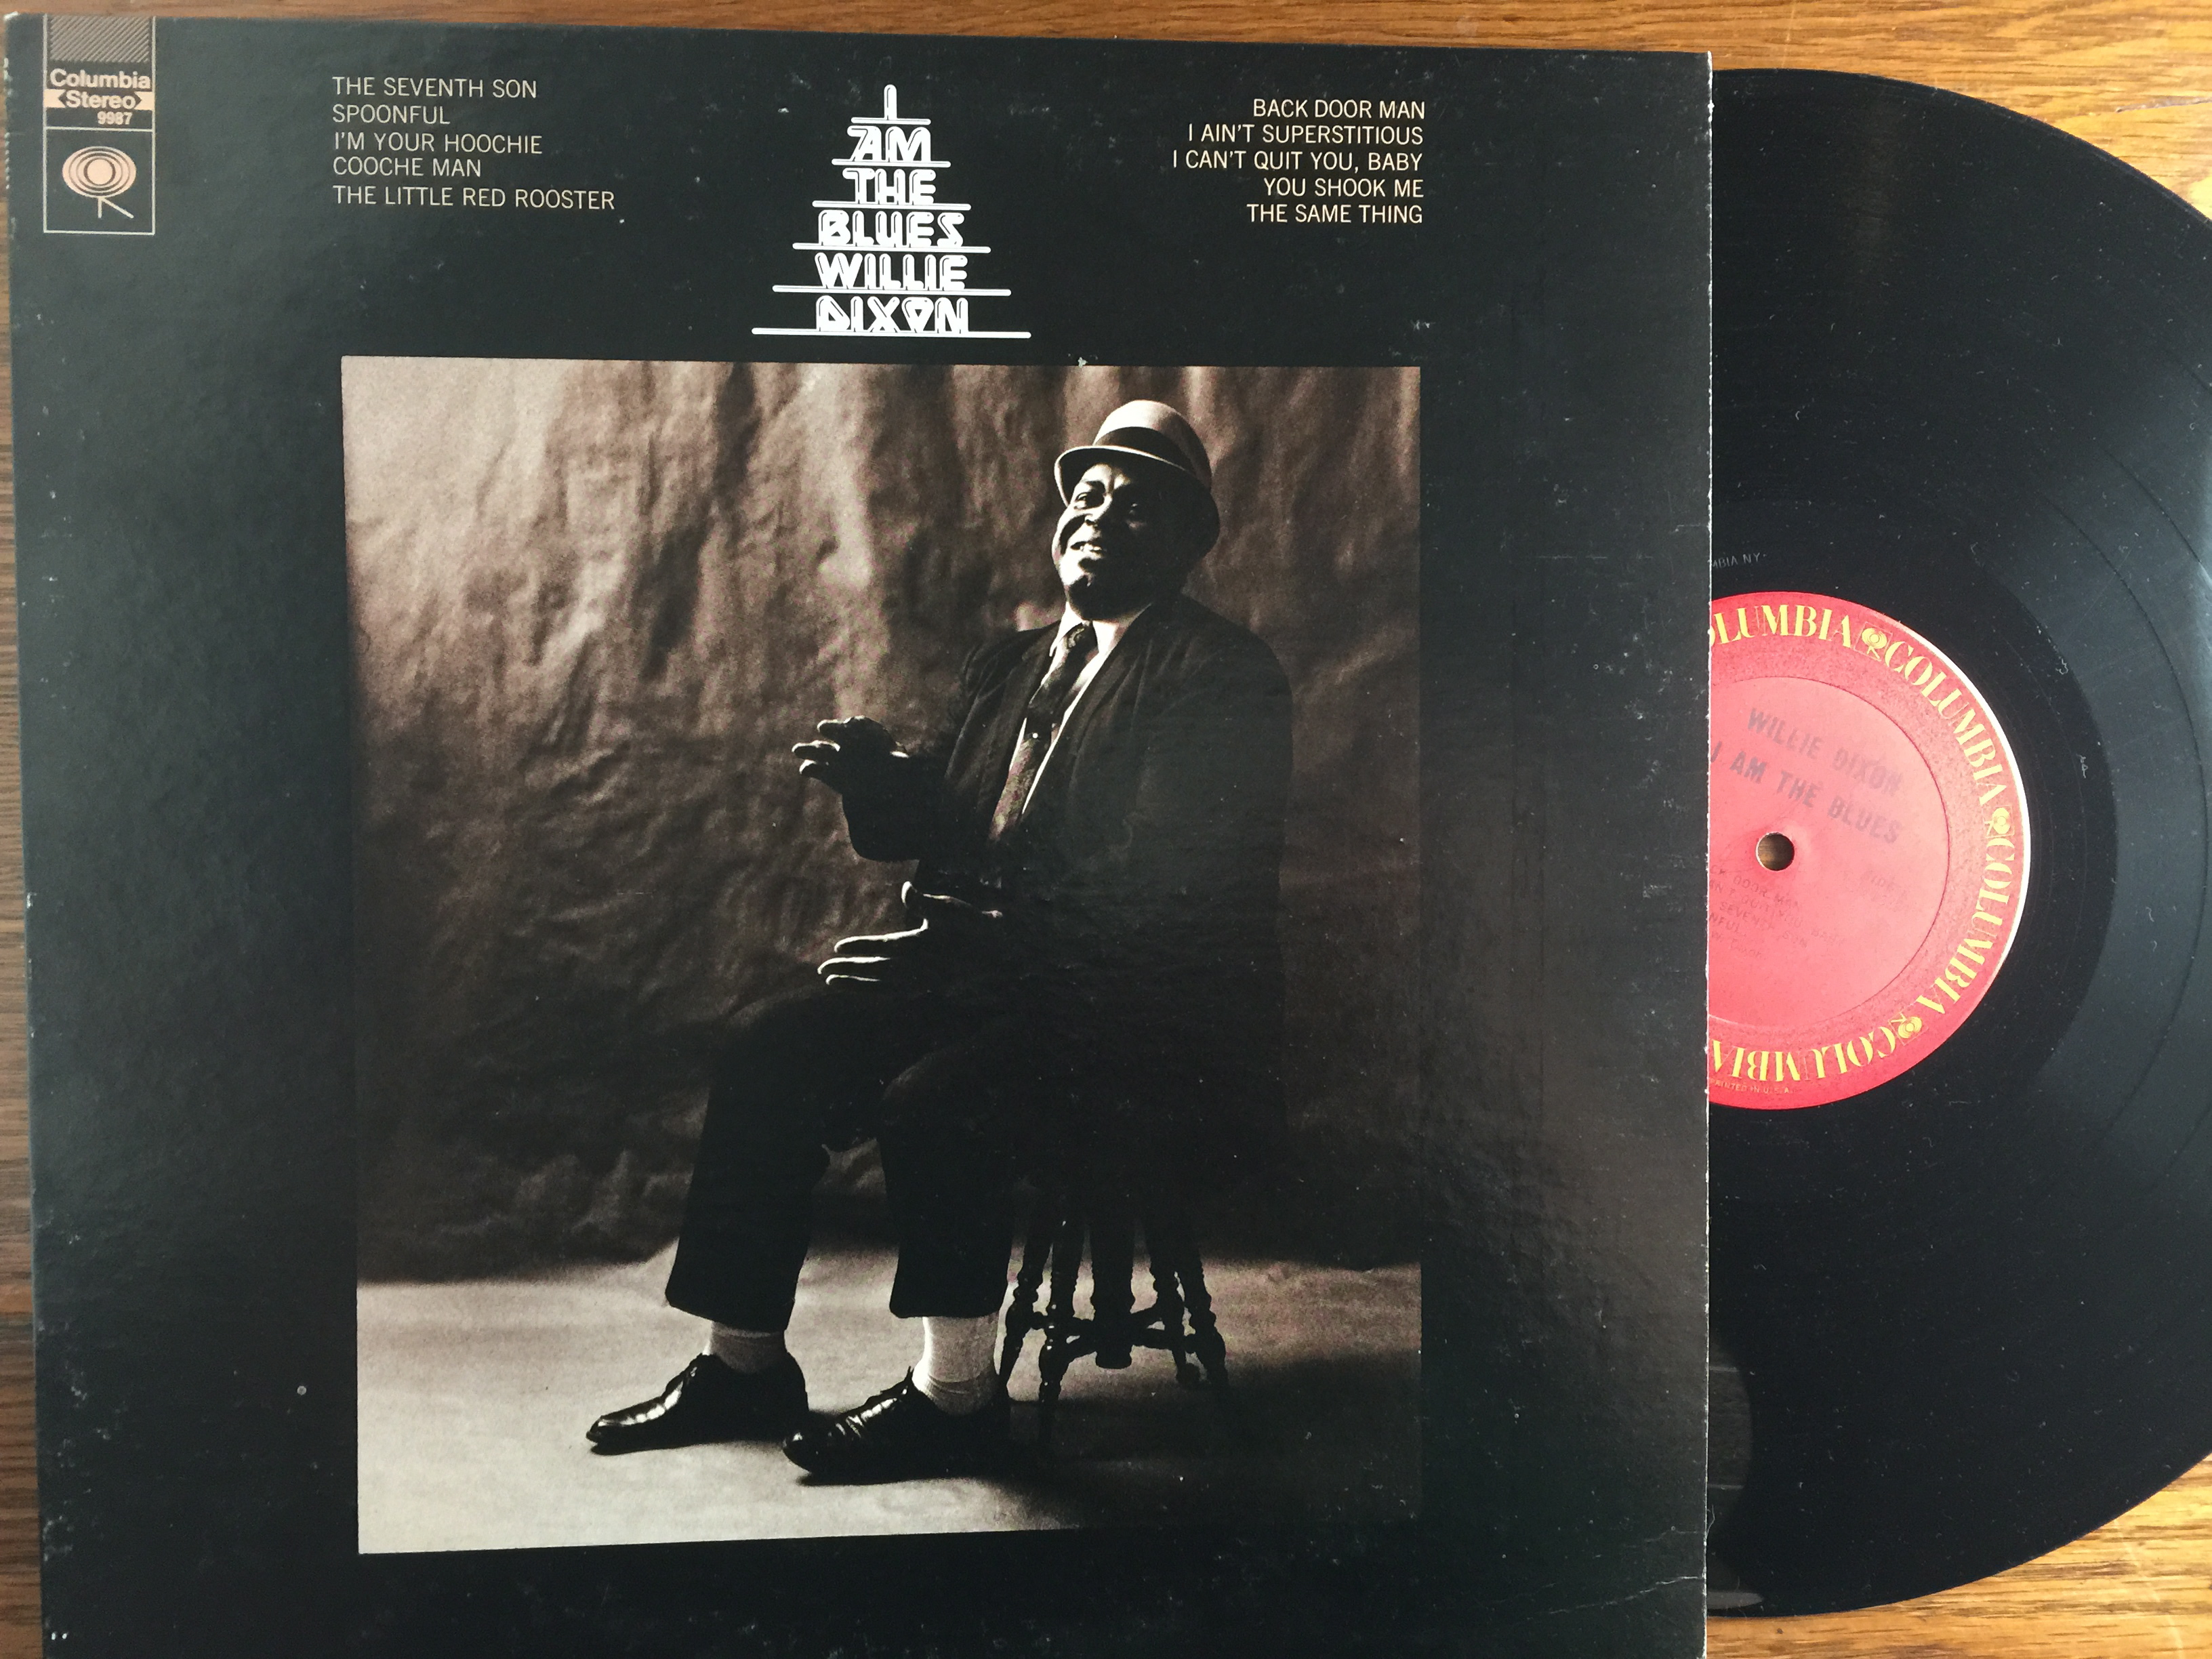 Columbia
Stereo
9987
THE SEVENTH SON
SPOONFUL
I'M YOUR HOOCHIE
COOCHE MAN
THE LITTLE RED ROOSTER
I
AM
THE
BLUES
WILLIE
DIXON
BACK DOOR MAN
I AIN'T SUPERSTITIOUS
I CAN'T QUIT YOU, BABY
YOU SHOOK ME
THE SAME THING
COLUMBIA COLUMBIA COLUMBIA COLUMBIA
WILLIE DIXON
I AM THE BLUES